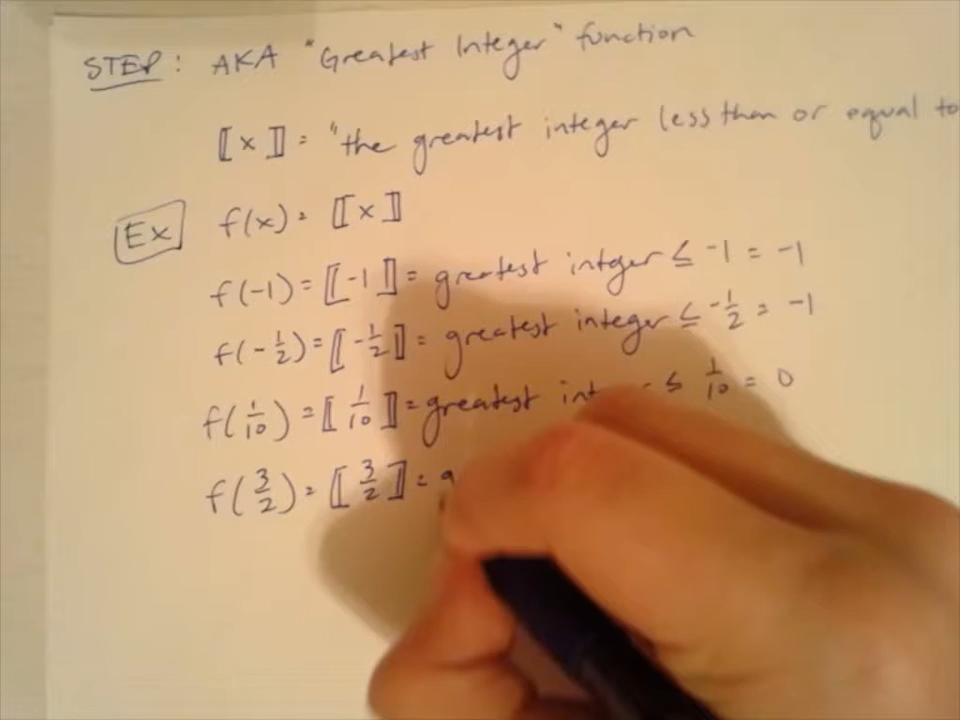 STEP: AKA "Greatest Integer" function
⟦x⟧ = "the greatest integer less than or equal to
Ex f(x) = ⟦x⟧
f(-1) = ⟦-1⟧ = greatest integer ≤ -1 = -1
f(-1/2) = ⟦-1/2⟧ = greatest integer ≤ -1/2 = -1
f(1/10) = ⟦1/10⟧ = greatest ≤ 1/10 = 0
f(3/2) = ⟦3/2⟧ =